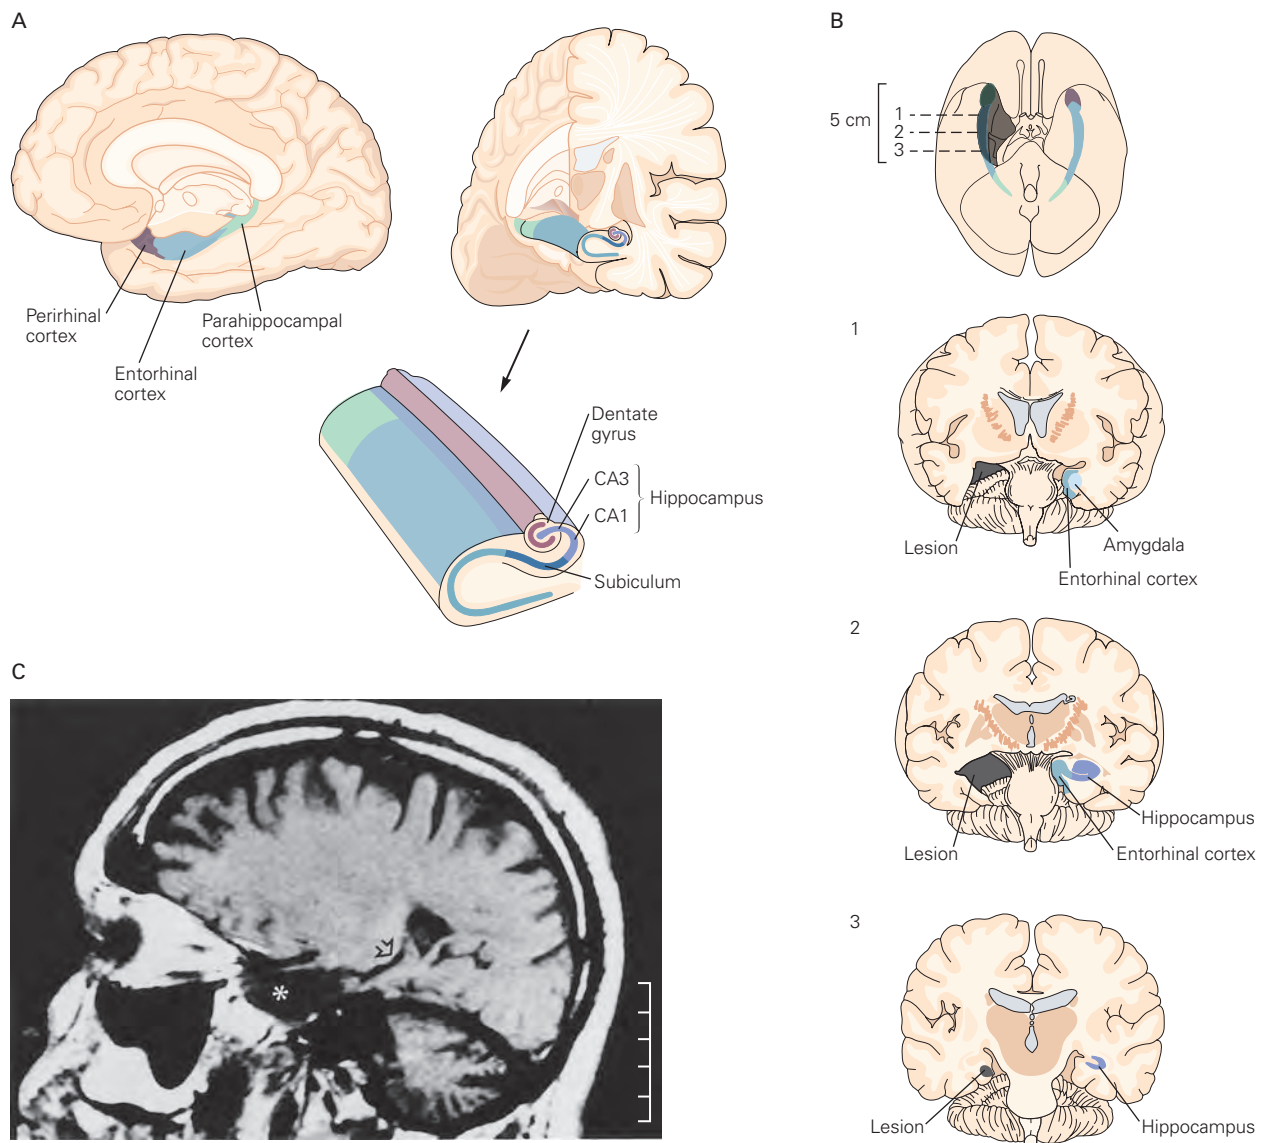 A
Perirhinal
cortex
Entorhinal
cortex
Parahippocampal
cortex
Dentate
gyrus
CA3
CA1
Hippocampus
Subiculum
B
5 cm
1
2
3
1
Lesion
Amygdala
Entorhinal cortex
2
Hippocampus
Lesion
Entorhinal cortex
3
Lesion
Hippocampus
C
*